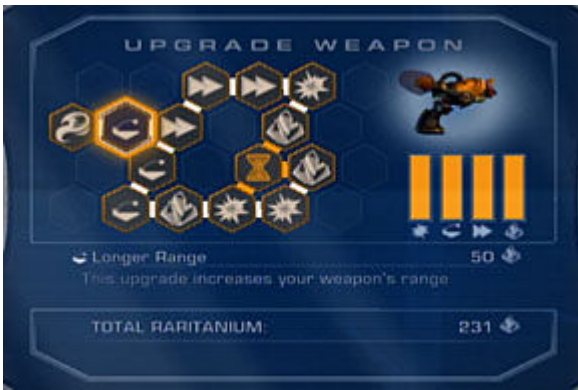 UPGRADE WEAPON
Longer Range 50
This upgrade increases your weapon's range
TOTAL RARITANIUM: 231